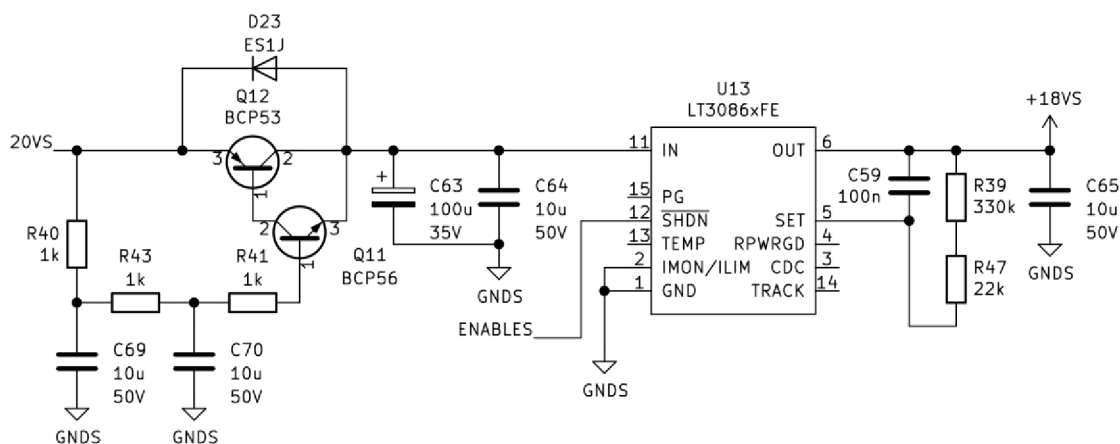 D23
ES1J
Q12
BCP53
20VS
3
2
1
2
3
1
Q11
BCP56
R40
1k
R43
1k
R41
1k
C69
10u
50V
C70
10u
50V
GNDS
GNDS
+
C63
100u
35V
C64
10u
50V
GNDS
ENABLES
U13
LT3086xFE
11
IN
OUT
6
15
PG
12
SHDN
SET
5
13
TEMP
RPWRGD
4
2
IMON/ILIM
CDC
3
1
GND
TRACK
14
GNDS
+18VS
C59
100n
R39
330k
R47
22k
C65
10u
50V
GNDS